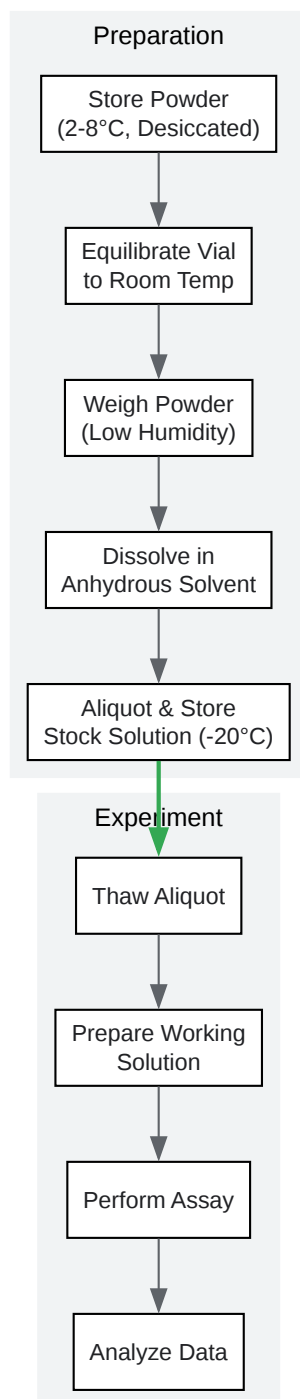 Preparation
Store Powder
(2-8°C, Desiccated)
Equilibrate Vial
to Room Temp
Weigh Powder
(Low Humidity)
Dissolve in
Anhydrous Solvent
Aliquot & Store
Stock Solution (-20°C)
Experiment
Thaw Aliquot
Prepare Working
Solution
Perform Assay
Analyze Data